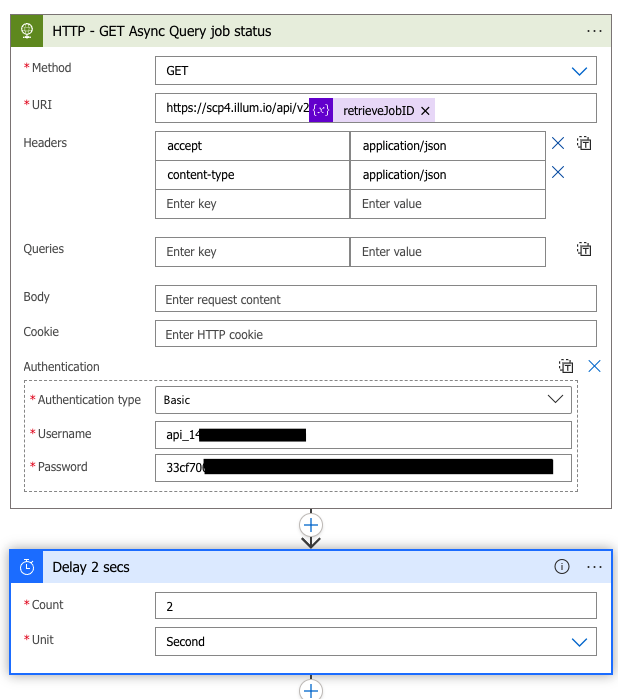 HTTP - GET Async Query job status
* Method GET
* URI https://scp4.illum.io/api/v2 {x} retrieveJobID ×
Headers accept application/json
content-type application/json
Enter key Enter value
Queries Enter key Enter value
Body Enter request content
Cookie Enter HTTP cookie
Authentication
* Authentication type Basic
* Username api_14
* Password 33cf70
Delay 2 secs
* Count 2
* Unit Second